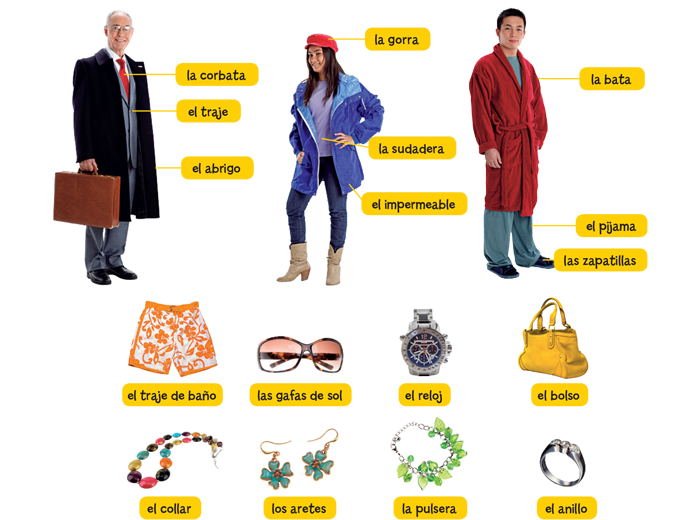 la corbata
el traje
el abrigo
la gorra
la sudadera
el impermeable
la bata
el pijama
las zapatillas
el traje de baño
las gafas de sol
el reloj
el bolso
el collar
los aretes
la pulsera
el anillo